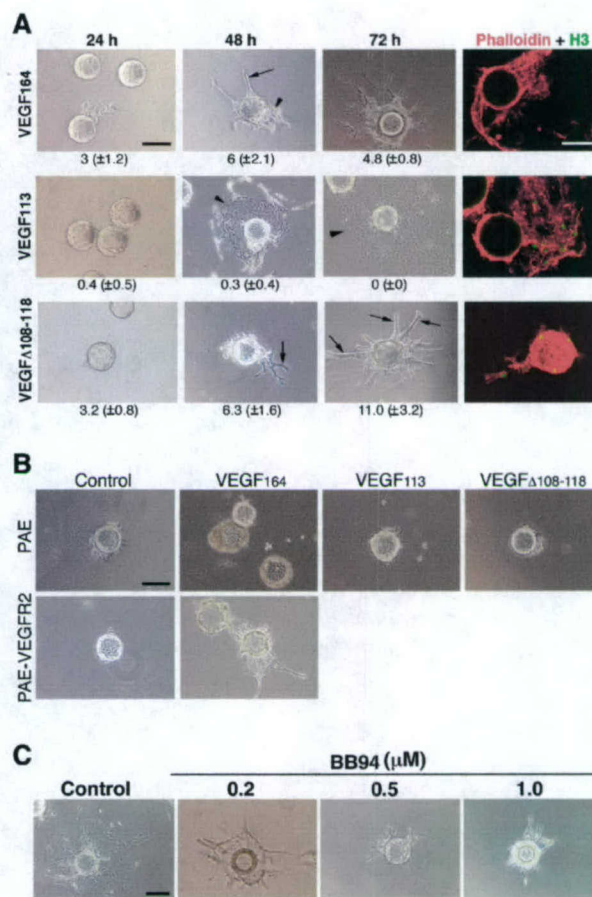 A
24 h 48 h 72 h Phalloidin + H3
VEGF164
3 (±1.2) 6 (±2.1) 4.8 (±0.8)
VEGF113
0.4 (±0.5) 0.3 (±0.4) 0 (±0)
VEGFΔ108-118
3.2 (±0.8) 6.3 (±1.6) 11.0 (±3.2)
B
Control VEGF164 VEGF113 VEGFΔ108-118
PAE
PAE-VEGFR2
C
BB94 (μM)
Control 0.2 0.5 1.0